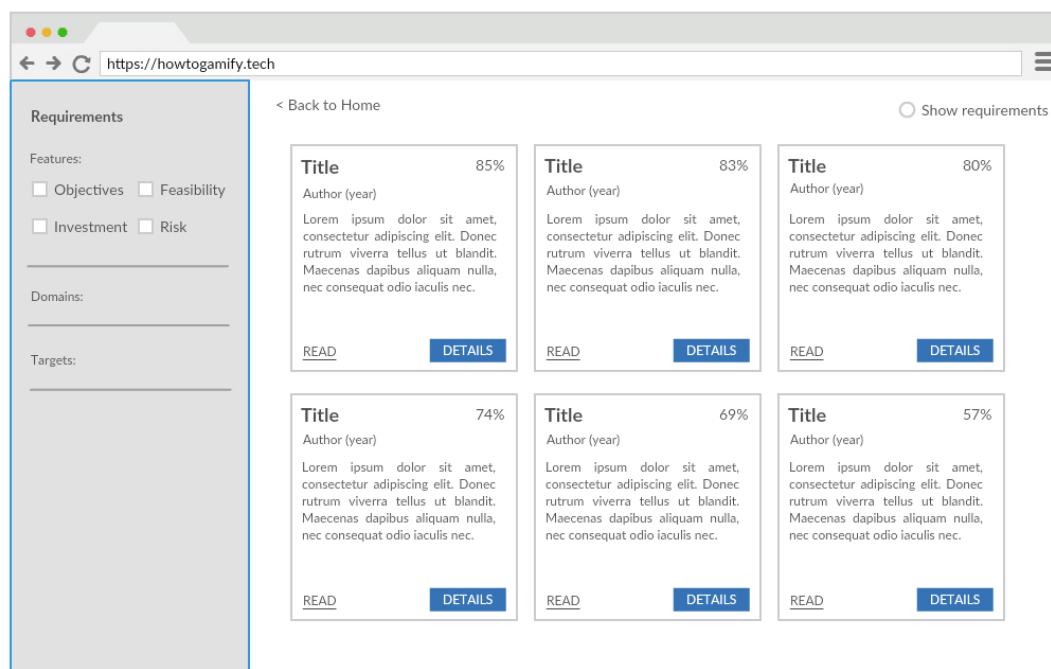 https://howtogamify.tech
Requirements
Features:
Objectives Feasibility
Investment Risk
Domains:
Targets:
< Back to Home
Show requirements
Title 85%
Author (year)
Lorem ipsum dolor sit amet,
consectetur adipiscing elit. Donec
rutrum viverra tellus ut blandit.
Maecenas dapibus aliquam nulla,
nec consequat odio iaculis nec.
READ DETAILS
Title 83%
Author (year)
Lorem ipsum dolor sit amet,
consectetur adipiscing elit. Donec
rutrum viverra tellus ut blandit.
Maecenas dapibus aliquam nulla,
nec consequat odio iaculis nec.
READ DETAILS
Title 80%
Author (year)
Lorem ipsum dolor sit amet,
consectetur adipiscing elit. Donec
rutrum viverra tellus ut blandit.
Maecenas dapibus aliquam nulla,
nec consequat odio iaculis nec.
READ DETAILS
Title 74%
Author (year)
Lorem ipsum dolor sit amet,
consectetur adipiscing elit. Donec
rutrum viverra tellus ut blandit.
Maecenas dapibus aliquam nulla,
nec consequat odio iaculis nec.
READ DETAILS
Title 69%
Author (year)
Lorem ipsum dolor sit amet,
consectetur adipiscing elit. Donec
rutrum viverra tellus ut blandit.
Maecenas dapibus aliquam nulla,
nec consequat odio iaculis nec.
READ DETAILS
Title 57%
Author (year)
Lorem ipsum dolor sit amet,
consectetur adipiscing elit. Donec
rutrum viverra tellus ut blandit.
Maecenas dapibus aliquam nulla,
nec consequat odio iaculis nec.
READ DETAILS